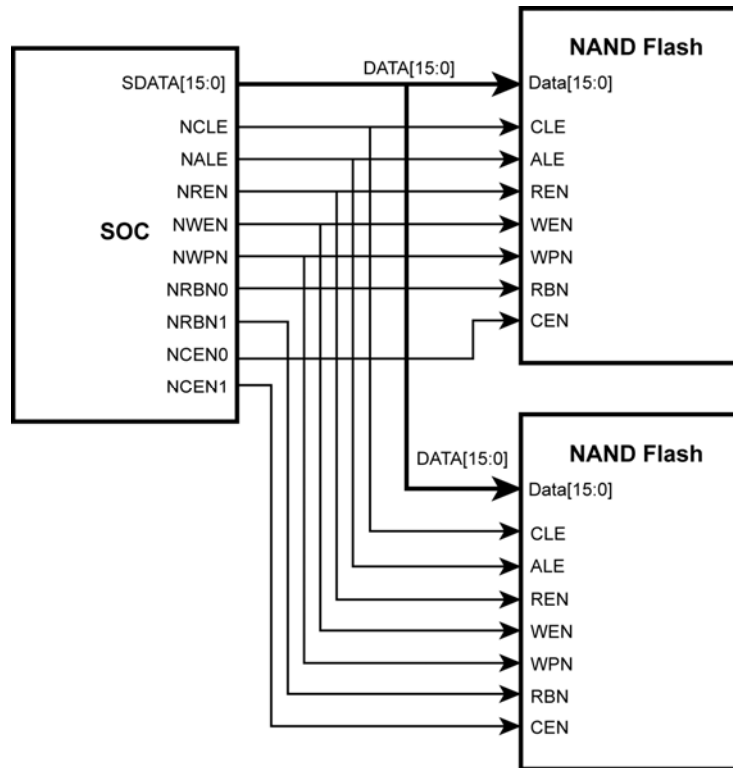 SOC
SDATA[15:0]
NCLE
NALE
NREN
NWEN
NWPN
NRBN0
NRBN1
NCEN0
NCEN1
DATA[15:0]
NAND Flash
Data[15:0]
CLE
ALE
REN
WEN
WPN
RBN
CEN
DATA[15:0]
NAND Flash
Data[15:0]
CLE
ALE
REN
WEN
WPN
RBN
CEN